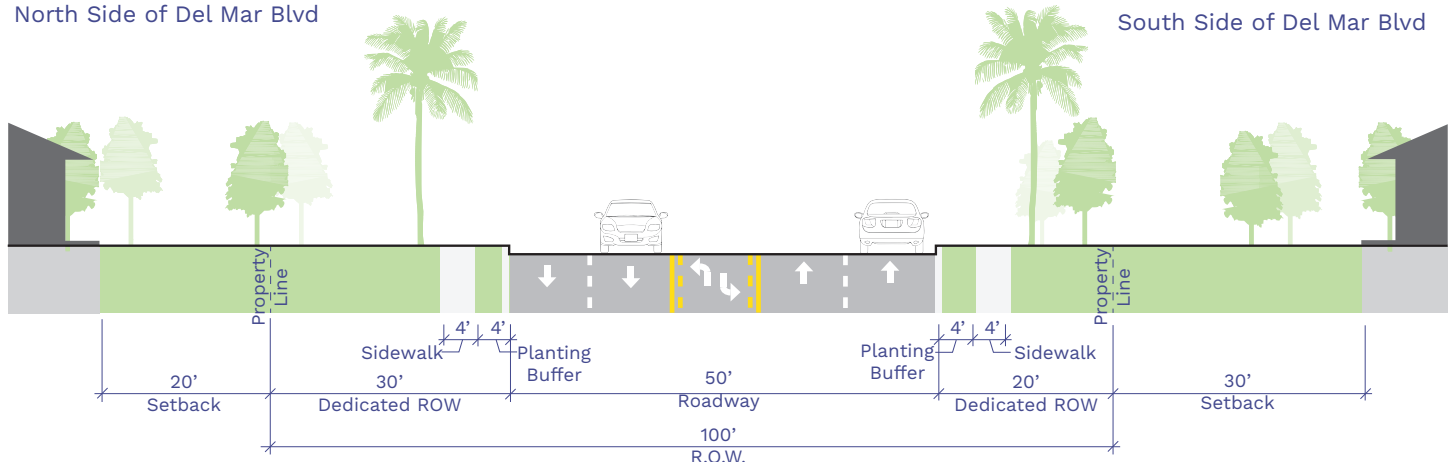 North Side of Del Mar Blvd
South Side of Del Mar Blvd
Property
Line
Property
Line
4’
4’
4’
4’
Sidewalk
Planting
Buffer
Planting
Buffer
Sidewalk
20’
30’
50’
20’
30’
Setback
Dedicated ROW
Roadway
Dedicated ROW
Setback
100’
R.O.W.